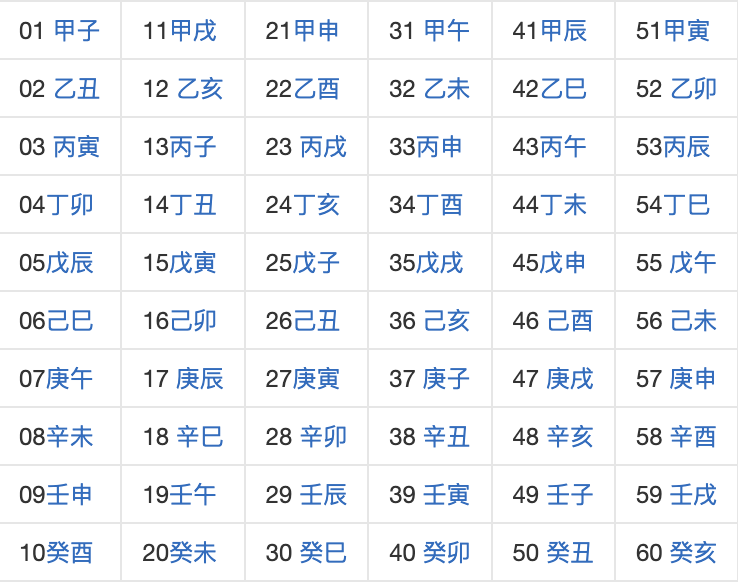 01 甲子 11甲戌 21甲申 31 甲午 41甲辰 51甲寅
02 乙丑 12 乙亥 22乙酉 32 乙未 42乙巳 52 乙卯
03 丙寅 13丙子 23 丙戌 33丙申 43丙午 53丙辰
04丁卯 14丁丑 24丁亥 34丁酉 44丁未 54丁巳
05戊辰 15戊寅 25戊子 35戊戌 45戊申 55 戊午
06己巳 16己卯 26己丑 36 己亥 46 己酉 56 己未
07庚午 17 庚辰 27庚寅 37 庚子 47 庚戌 57 庚申
08辛未 18 辛巳 28 辛卯 38 辛丑 48 辛亥 58 辛酉
09壬申 19壬午 29 壬辰 39 壬寅 49 壬子 59 壬戌
10癸酉 20癸未 30 癸巳 40 癸卯 50 癸丑 60 癸亥